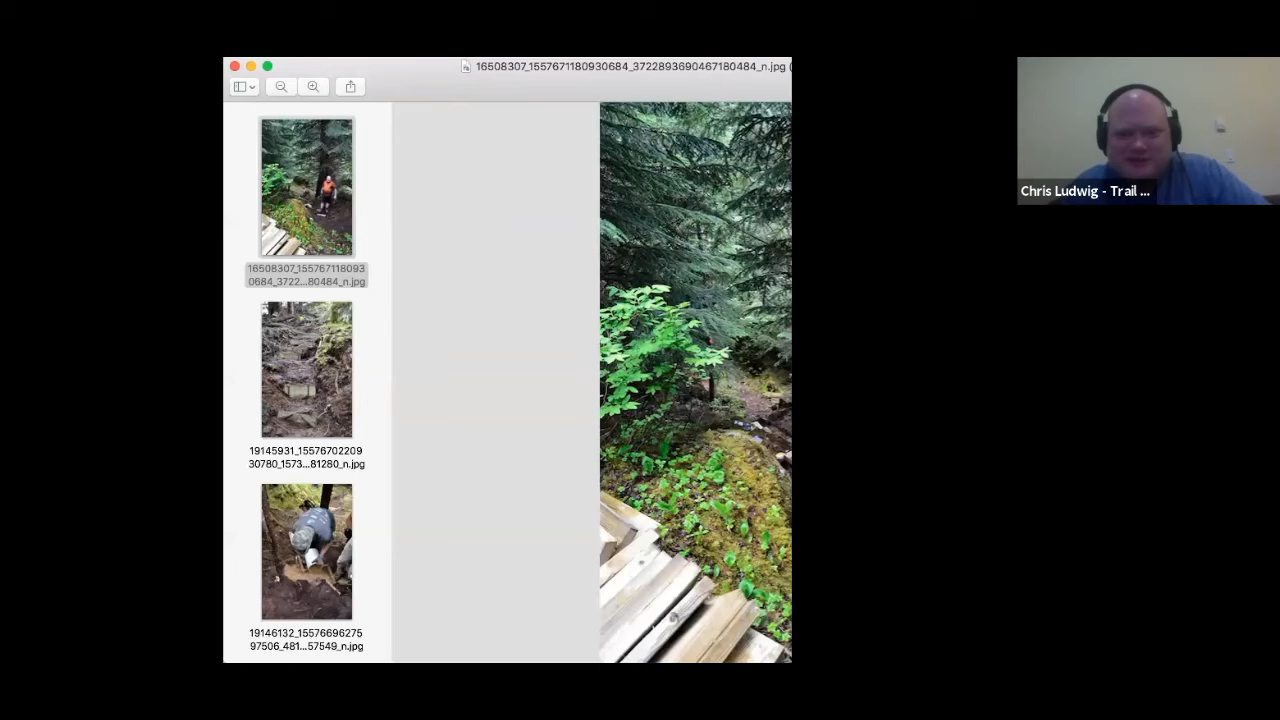 16508307_1557671180930684_3722893690467180484_n.jpg (
16508307_155767118093
0684_3722...80484_n.jpg
19145931_15576702209
30780_1573...81280_n.jpg
19146132_15576696275
97506_481...57549_n.jpg
Chris Ludwig - Trail ...